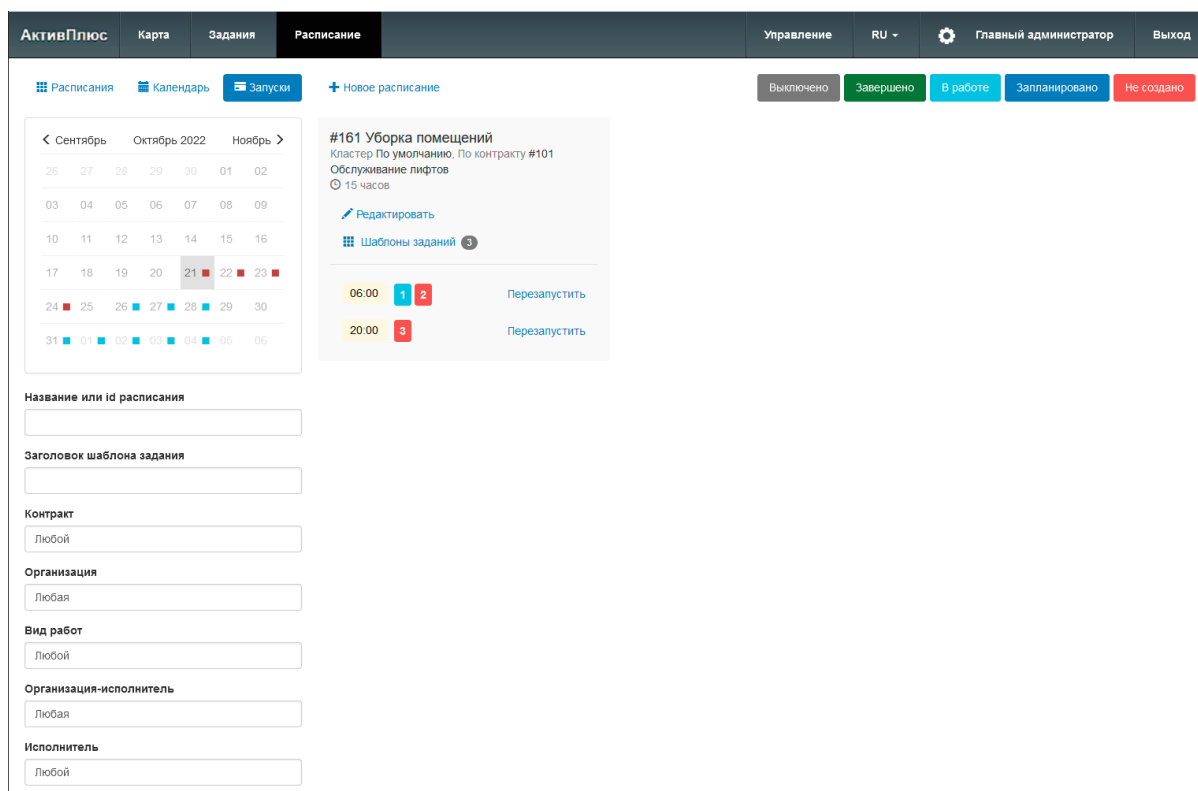 АктивПлюс Карта Задания Расписание Управление RU Главный администратор Выход
Расписания Календарь Запуски Новое расписание Выключено Завершено В работе Запланировано Не создано
Сентябрь Октябрь 2022 Ноябрь
26 27 28 29 30 01 02
03 04 05 06 07 08 09
10 11 12 13 14 15 16
17 18 19 20 21 22 23
24 25 26 27 28 29 30
31 01 02 03 04 05 06
#161 Уборка помещений
Кластер По умолчанию, По контракту #101
Обслуживание лифтов
15 часов
Редактировать
Шаблоны заданий 3
06:00 1 2 Перезапустить
20:00 3 Перезапустить
Название или id расписания
Заголовок шаблона задания
Контракт
Любой
Организация
Любая
Вид работ
Любой
Организация-исполнитель
Любая
Исполнитель
Любой